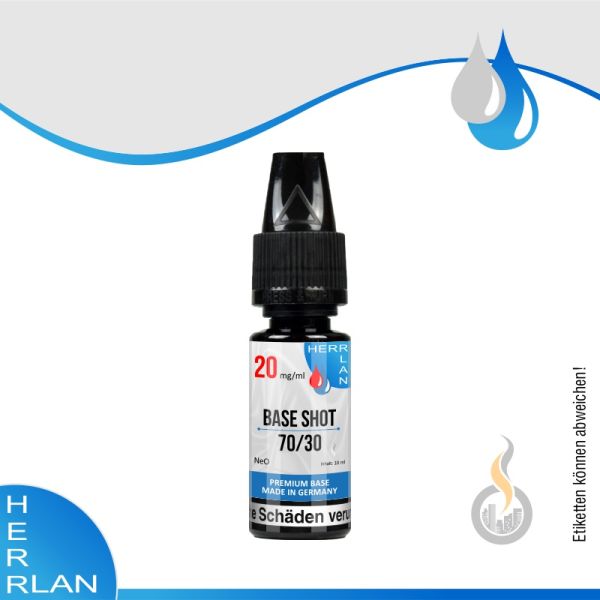 20 mg/ml
HERR
LAN
BASE SHOT
70/30
NeO
Inhalt: 10 ml
PREMIUM BASE
MADE IN GERMANY
e Schäden veru
Etiketten können abweichen!
HERR
RLAN